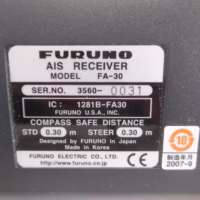 FURUNO
AIS RECEIVER
MODEL FA-30
SER.NO. 3560-0031
IC : 1281B-FA30
FURUNO U.S.A., INC.
COMPASS SAFE DISTANCE
STD 0.30 m STEER 0.30 m
Designed by FURUNO in Japan
Made in Korea
FURUNO ELECTRIC CO., LTD.
http://www.furuno.co.jp
10
制造年月
2007-9